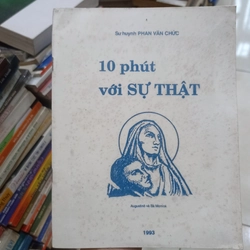 Sư huynh PHAN VĂN CHỨC
10 phút
với SỰ THẬT
1993